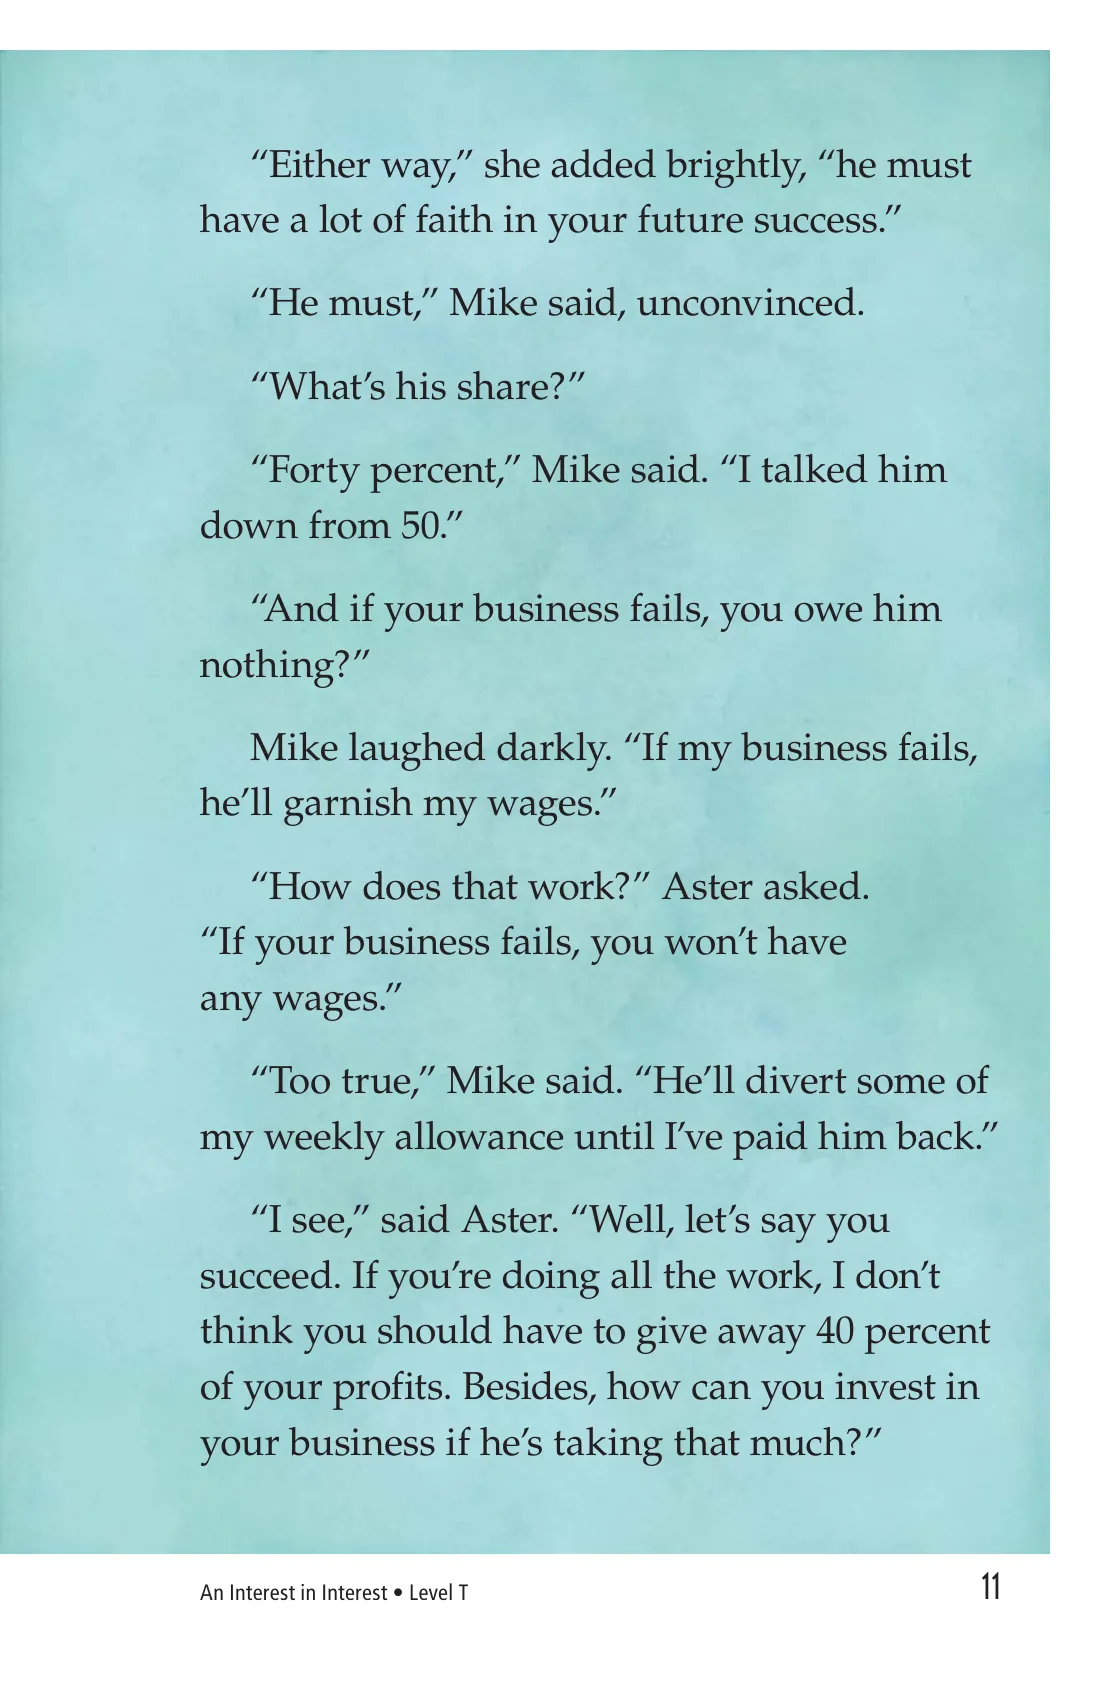 “Either way,” she added brightly, “he must
have a lot of faith in your future success.”
“He must,” Mike said, unconvinced.
“What’s his share?”
“Forty percent,” Mike said. “I talked him
down from 50.”
“And if your business fails, you owe him
nothing?”
Mike laughed darkly. “If my business fails,
he’ll garnish my wages.”
“How does that work?” Aster asked.
“If your business fails, you won’t have
any wages.”
“Too true,” Mike said. “He’ll divert some of
my weekly allowance until I’ve paid him back.”
“I see,” said Aster. “Well, let’s say you
succeed. If you’re doing all the work, I don’t
think you should have to give away 40 percent
of your profits. Besides, how can you invest in
your business if he’s taking that much?”
An Interest in Interest • Level T
11